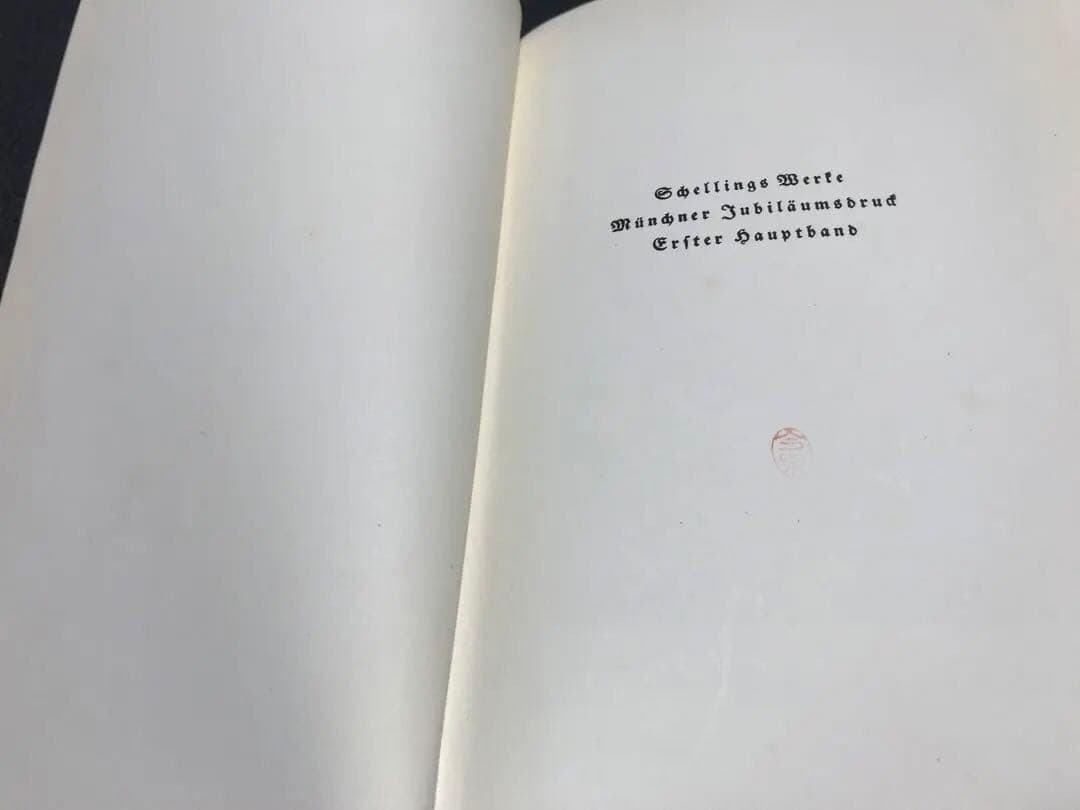 Schellings Werke
Münchner Jubiläumsdruck
Erster Hauptband